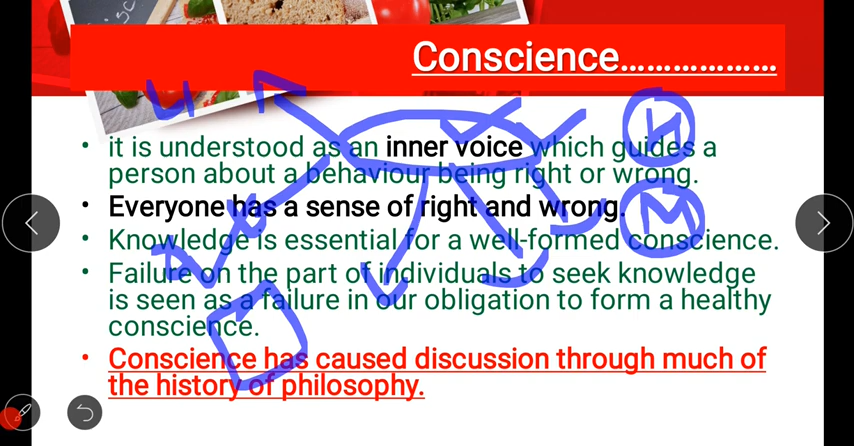 isc
Conscience………………
• it is understood as an inner voice which guides a
person about a behaviour being right or wrong.
• Everyone has a sense of right and wrong.
• Knowledge is essential for a well-formed conscience.
• Failure on the part of individuals to seek knowledge
is seen as a failure in our obligation to form a healthy
conscience.
• Conscience has caused discussion through much of
the history of philosophy.
M